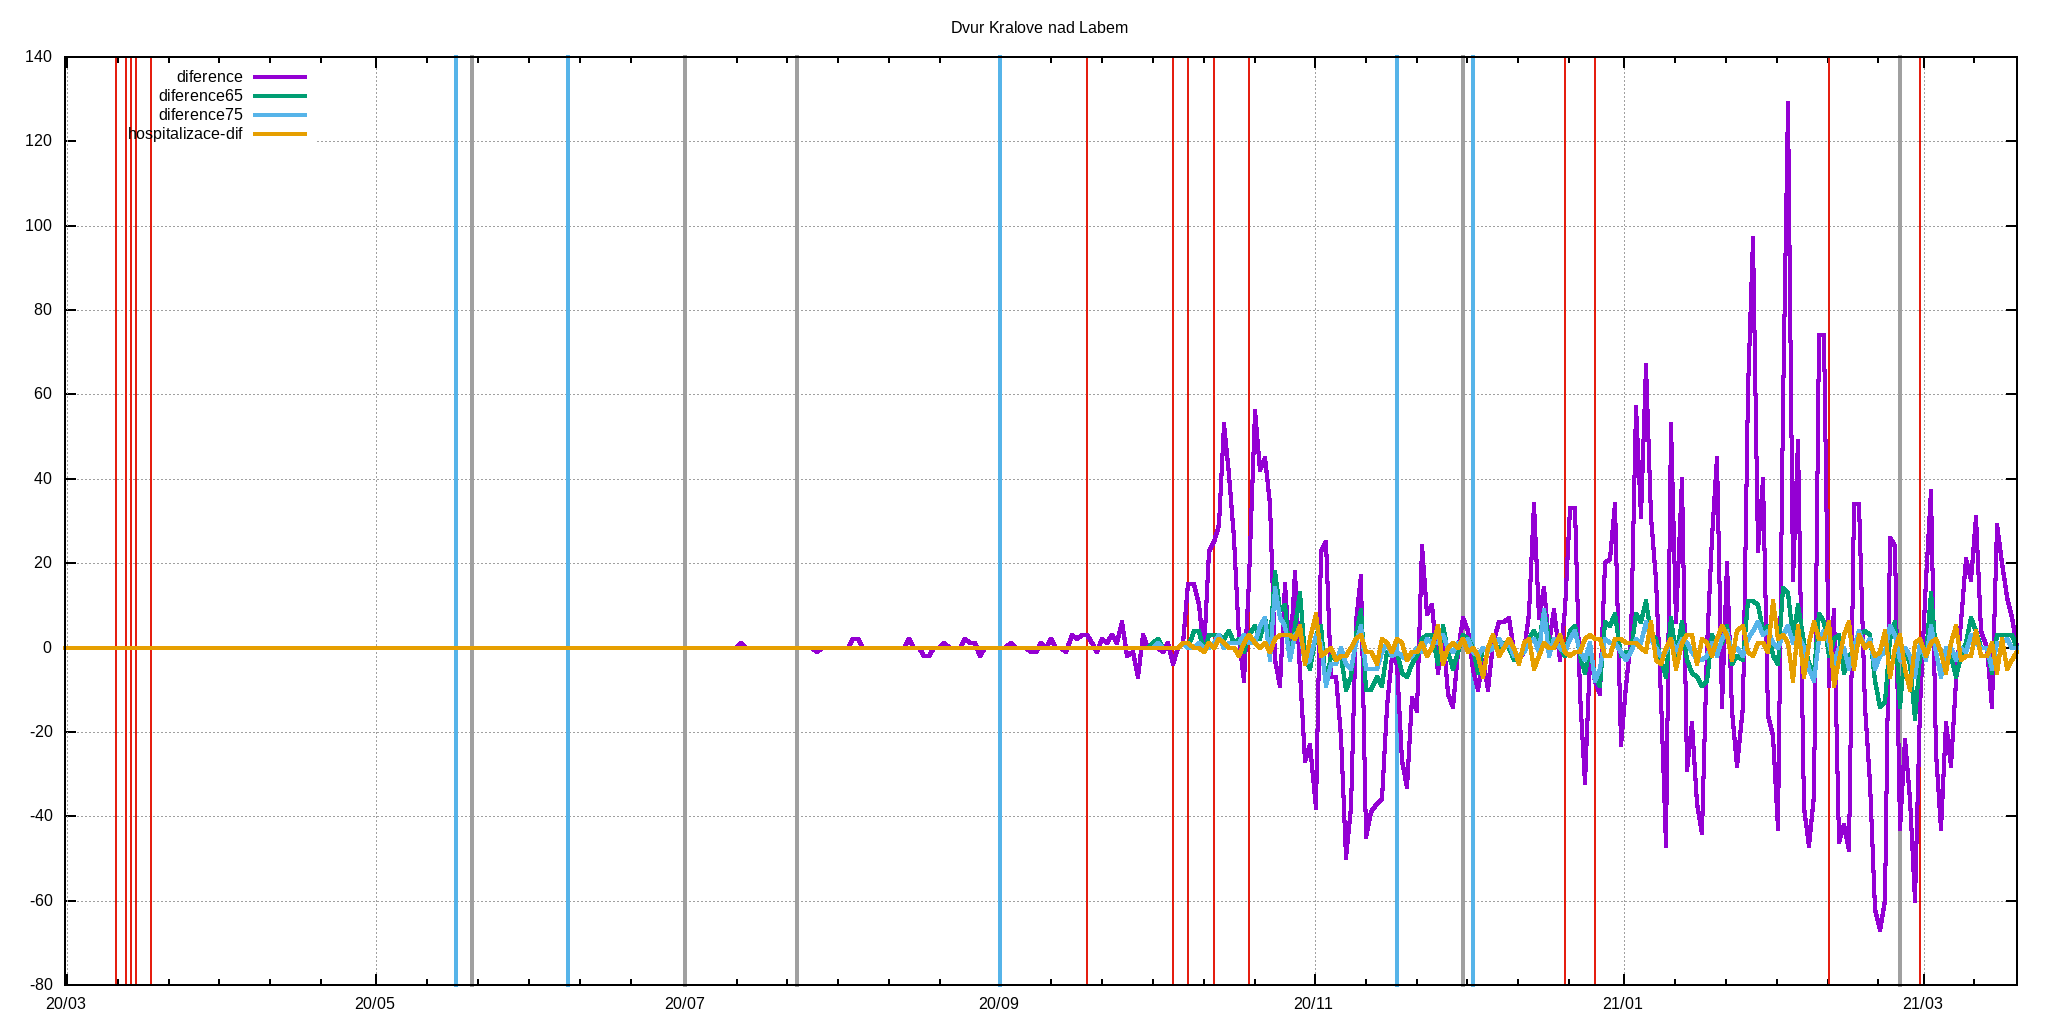 Dvur Kralove nad Labem
140
120
100
80
60
40
20
0
-20
-40
-60
-80
diference
diference65
diference75
hospitalizace-dif
20/03 20/05 20/07 20/09 20/11 21/01 21/03